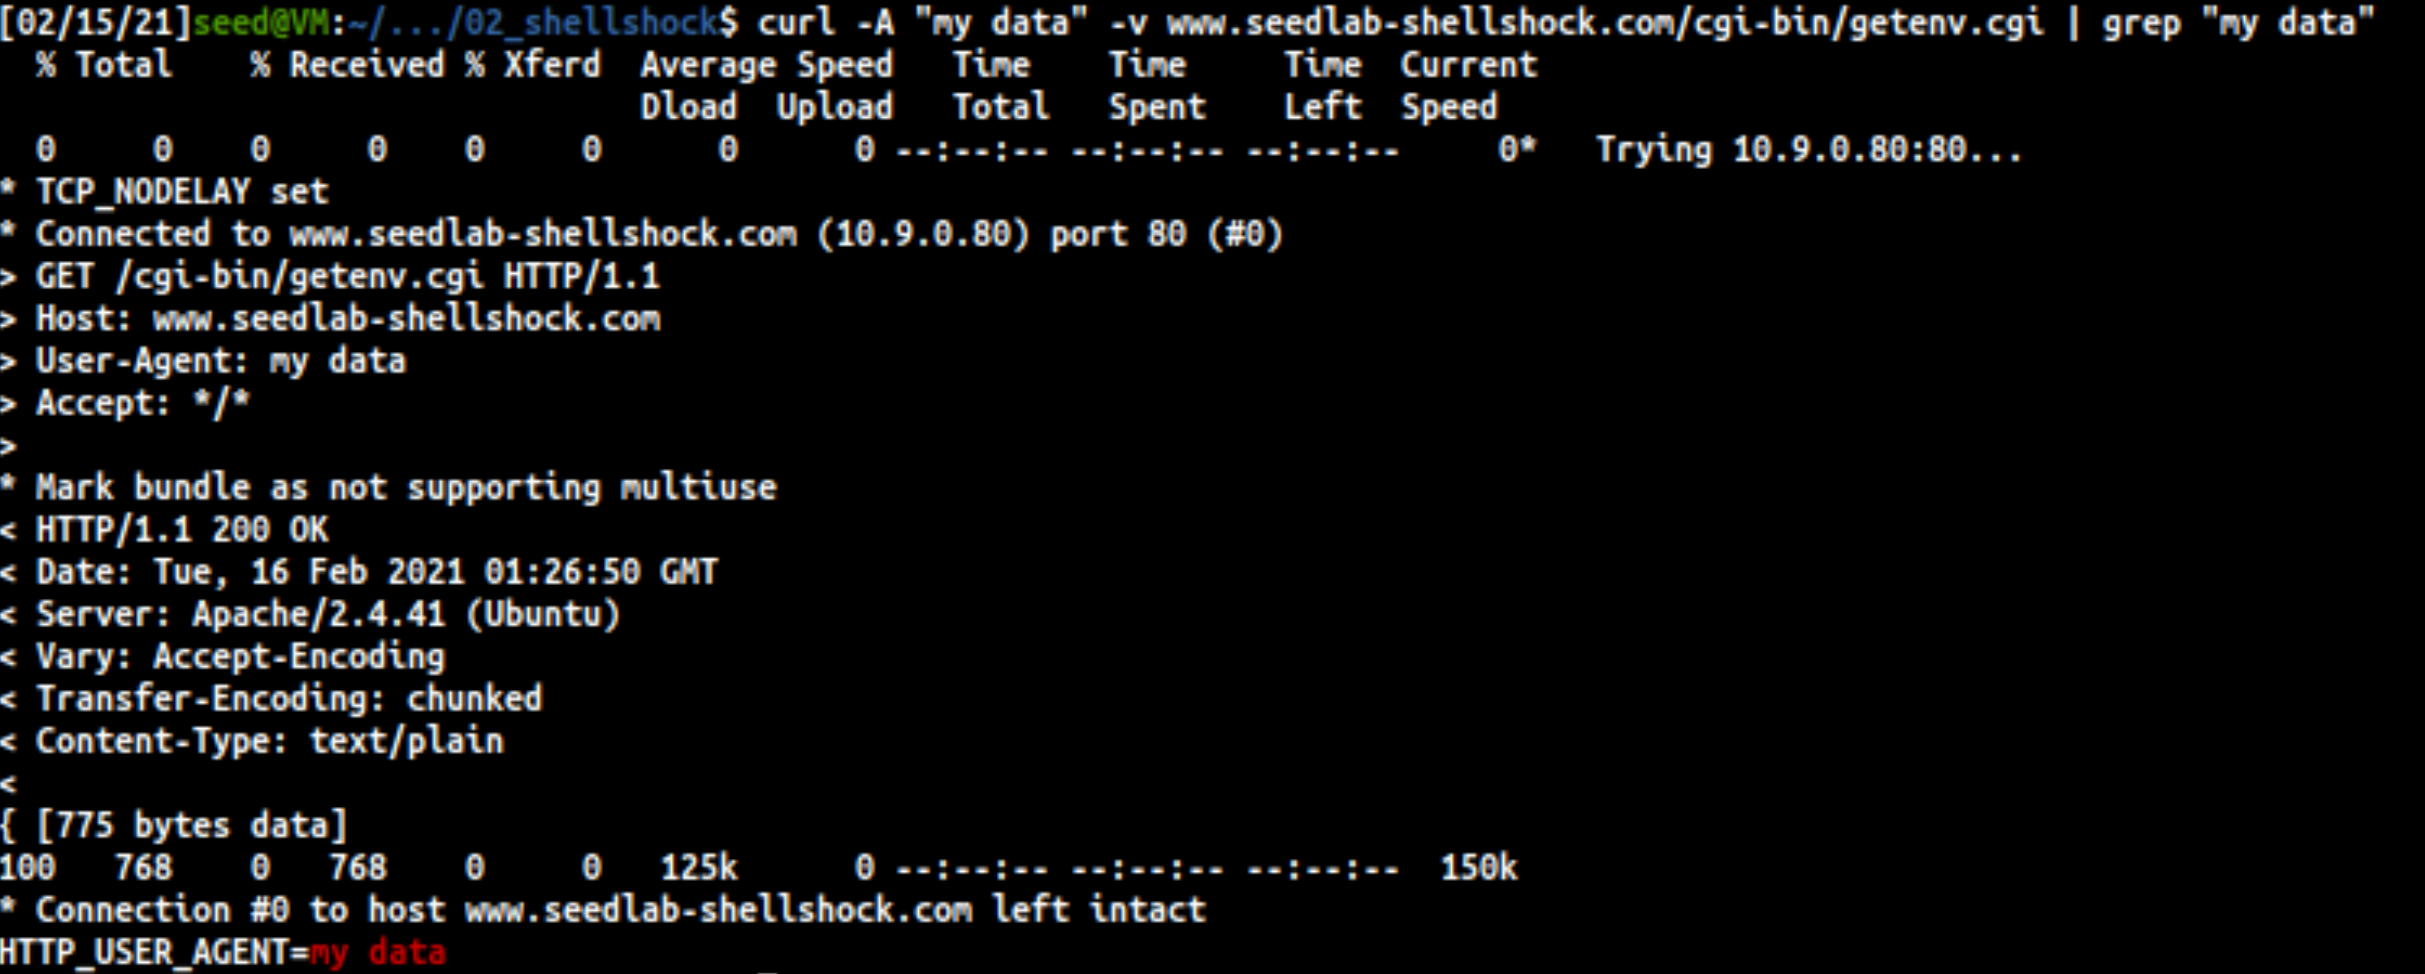 [02/15/21]seed@VM:~/.../02_shellshock$ curl -A "my data" -v www.seedlab-shellshock.com/cgi-bin/getenv.cgi | grep "my data"
  % Total    % Received % Xferd  Average Speed   Time    Time     Time  Current
                                 Dload  Upload   Total   Spent    Left  Speed
  0     0    0     0    0     0      0      0 --:--:-- --:--:-- --:--:--     0*   Trying 10.9.0.80:80...
* TCP_NODELAY set
* Connected to www.seedlab-shellshock.com (10.9.0.80) port 80 (#0)
> GET /cgi-bin/getenv.cgi HTTP/1.1
> Host: www.seedlab-shellshock.com
> User-Agent: my data
> Accept: */*
>
* Mark bundle as not supporting multiuse
< HTTP/1.1 200 OK
< Date: Tue, 16 Feb 2021 01:26:50 GMT
< Server: Apache/2.4.41 (Ubuntu)
< Vary: Accept-Encoding
< Transfer-Encoding: chunked
< Content-Type: text/plain
<
{ [775 bytes data]
100   768    0   768    0     0   125k      0 --:--:-- --:--:-- --:--:--  150k
* Connection #0 to host www.seedlab-shellshock.com left intact
HTTP_USER_AGENT=my data